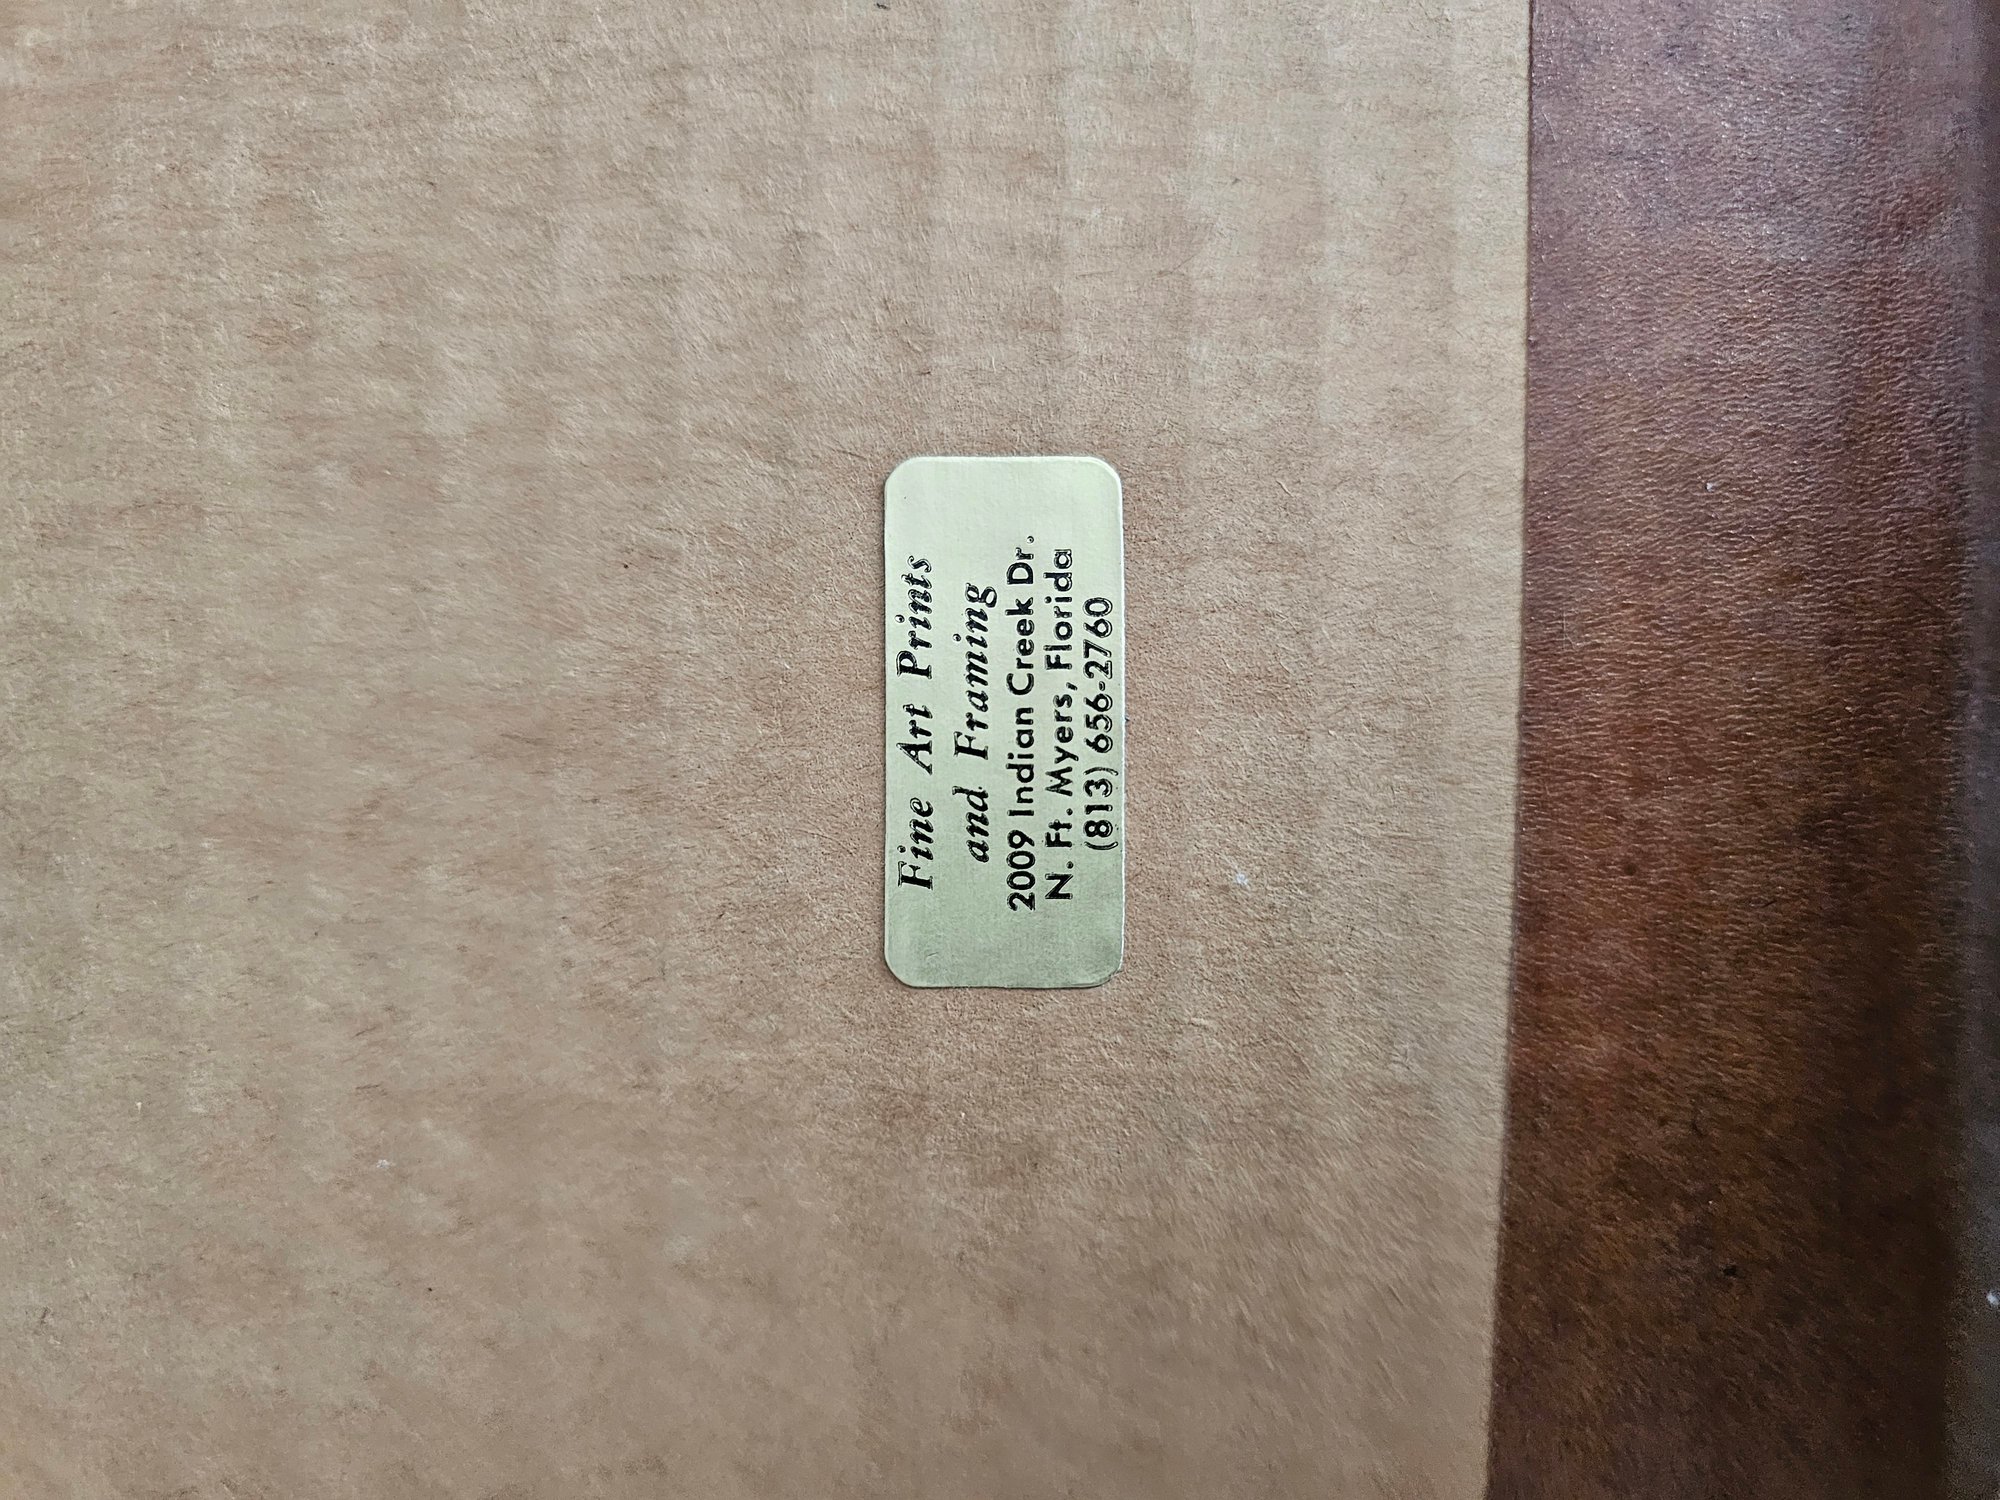 Fine Art Prints
and Framing
2009 Indian Creek Dr.
N. Ft. Myers, Florida
(813) 656-2760